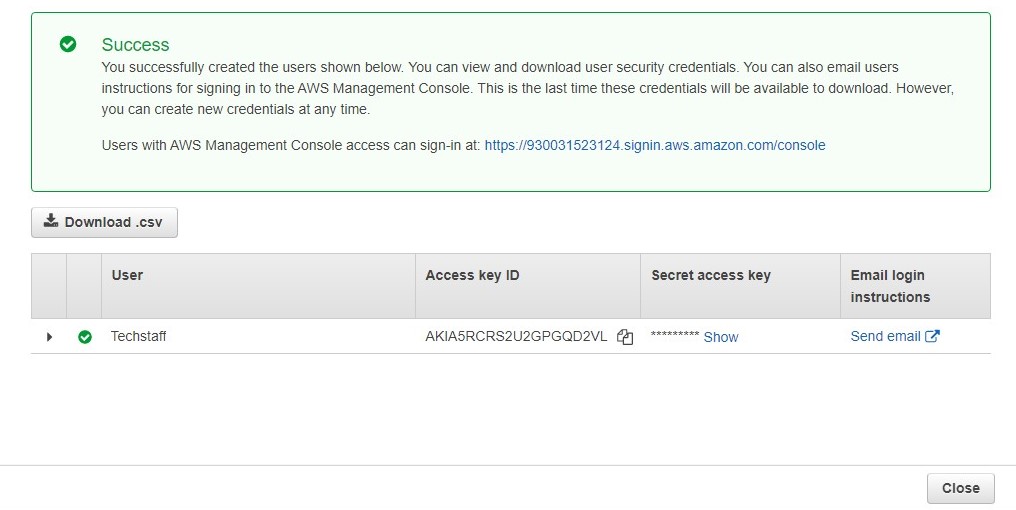 Success
You successfully created the users shown below. You can view and download user security credentials. You can also email users
instructions for signing in to the AWS Management Console. This is the last time these credentials will be available to download. However,
you can create new credentials at any time.
Users with AWS Management Console access can sign-in at: https://930031523124.signin.aws.amazon.com/console
Download .csv
User Access key ID Secret access key Email login
instructions
Techstaff AKIA5RCRS2U2GPGQD2VL ********* Show Send email
Close